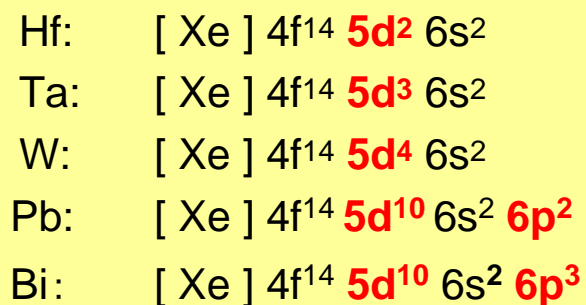 Hf: [ Xe ] 4f¹⁴ 5d² 6s²
Ta: [ Xe ] 4f¹⁴ 5d³ 6s²
W: [ Xe ] 4f¹⁴ 5d⁴ 6s²
Pb: [ Xe ] 4f¹⁴ 5d¹⁰ 6s² 6p²
Bi: [ Xe ] 4f¹⁴ 5d¹⁰ 6s² 6p³